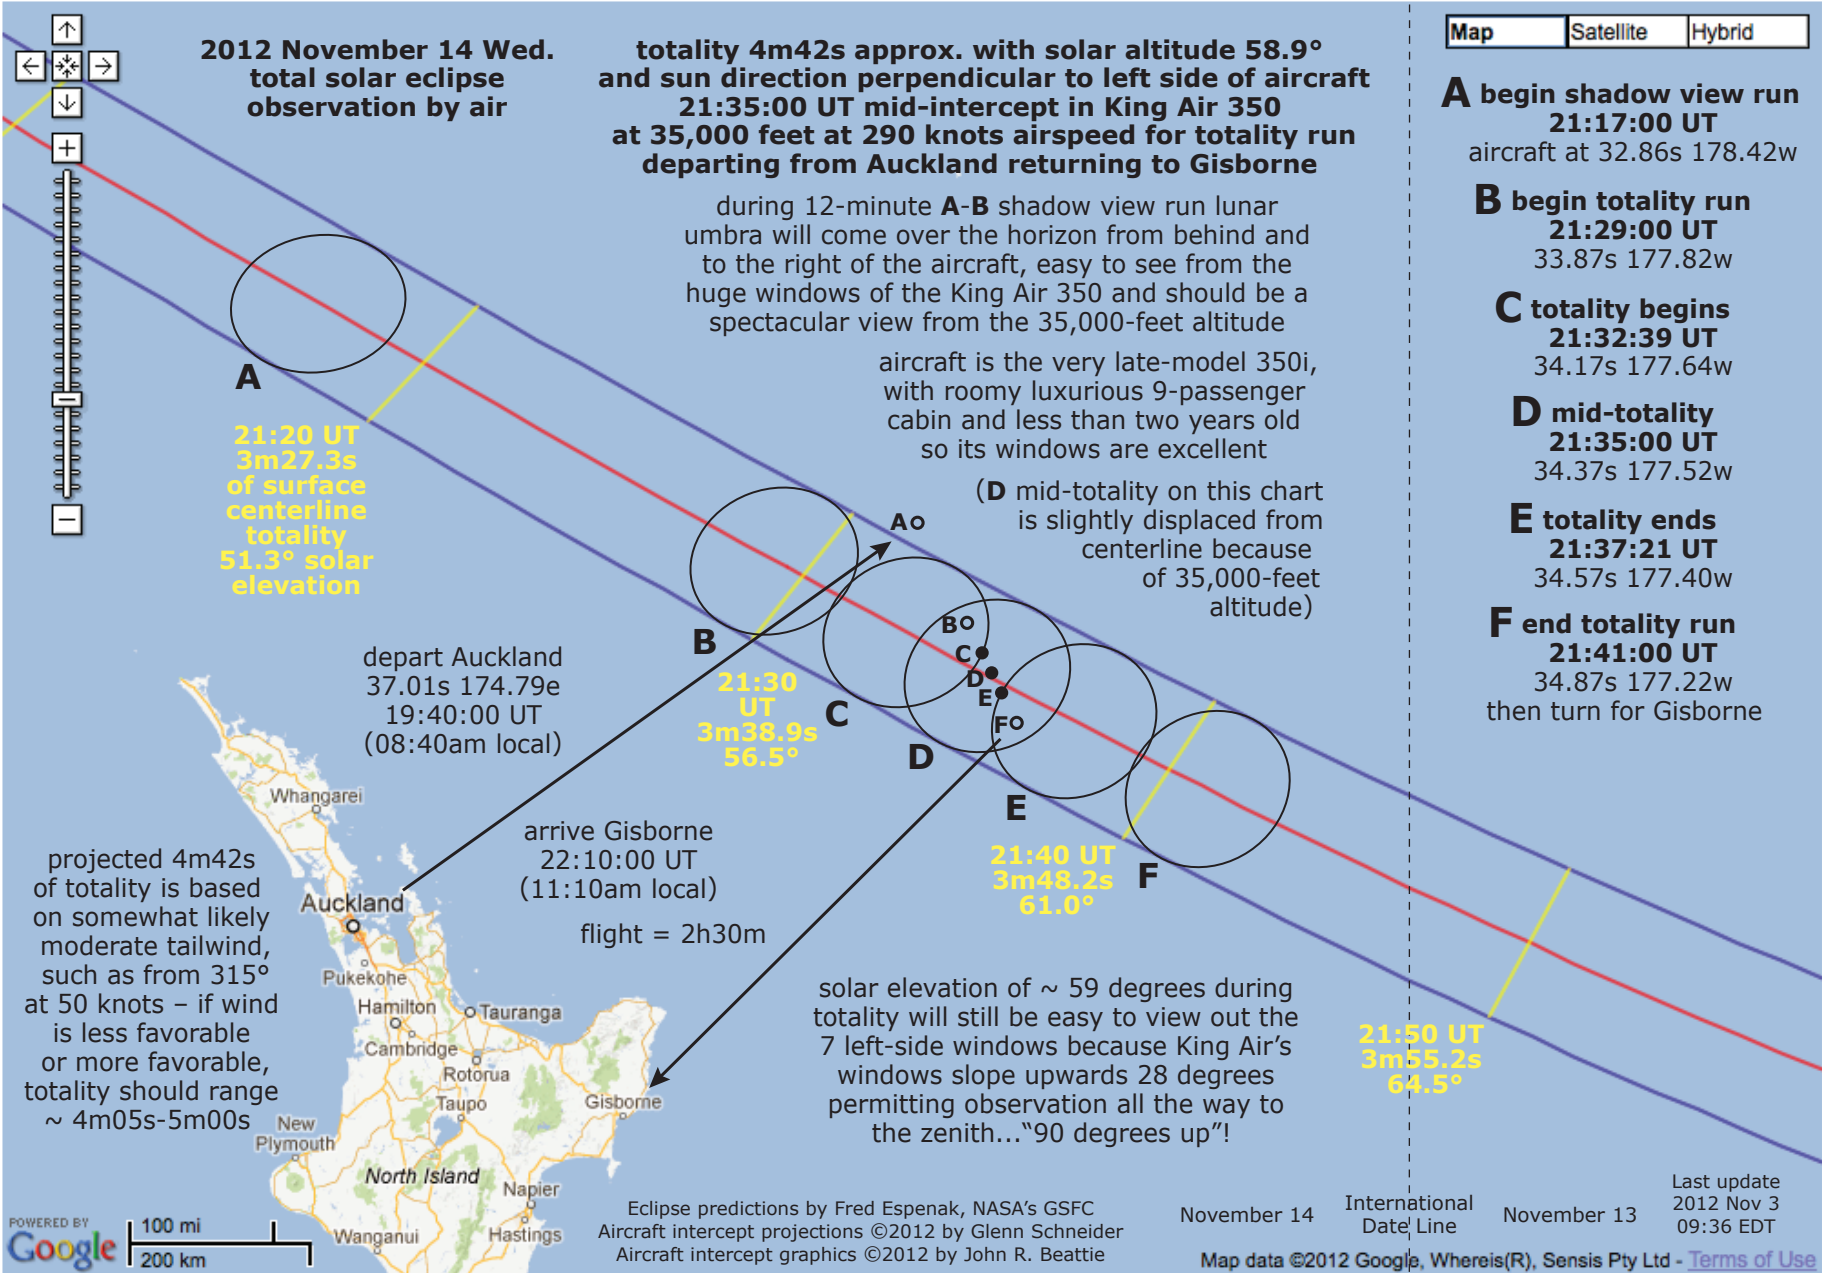 2012 November 14 Wed.
total solar eclipse
observation by air
totality 4m42s approx. with solar altitude 58.9°
and sun direction perpendicular to left side of aircraft
21:35:00 UT mid-intercept in King Air 350
at 35,000 feet at 290 knots airspeed for totality run
departing from Auckland returning to Gisborne
during 12-minute A-B shadow view run lunar
umbra will come over the horizon from behind and
to the right of the aircraft, easy to see from the
huge windows of the King Air 350 and should be a
spectacular view from the 35,000-feet altitude
aircraft is the very late-model 350i,
with roomy luxurious 9-passenger
cabin and less than two years old
so its windows are excellent
(D mid-totality on this chart
is slightly displaced from
centerline because
of 35,000-feet
altitude)
Map
Satellite
Hybrid
A begin shadow view run
21:17:00 UT
aircraft at 32.86s 178.42w
B begin totality run
21:29:00 UT
33.87s 177.82w
C totality begins
21:32:39 UT
34.17s 177.64w
D mid-totality
21:35:00 UT
34.37s 177.52w
E totality ends
21:37:21 UT
34.57s 177.40w
F end totality run
21:41:00 UT
34.87s 177.22w
then turn for Gisborne
A
21:20 UT
3m27.3s
of surface
centerline
totality
51.3° solar
elevation
B
21:30
UT
3m38.9s
56.5°
C
D
E
21:40 UT
3m48.2s
61.0°
F
21:50 UT
3m55.2s
64.5°
A
B
C
D
E
F
depart Auckland
37.01s 174.79e
19:40:00 UT
(08:40am local)
arrive Gisborne
22:10:00 UT
(11:10am local)
flight = 2h30m
projected 4m42s
of totality is based
on somewhat likely
moderate tailwind,
such as from 315°
at 50 knots – if wind
is less favorable
or more favorable,
totality should range
~ 4m05s-5m00s
solar elevation of ~ 59 degrees during
totality will still be easy to view out the
7 left-side windows because King Air's
windows slope upwards 28 degrees
permitting observation all the way to
the zenith...“90 degrees up”!
Whangarei
Auckland
Pukekohe
Hamilton
Tauranga
Cambridge
Rotorua
Taupo
Gisborne
New
Plymouth
North Island
Napier
Wanganui
Hastings
POWERED BY
Google
100 mi
200 km
Eclipse predictions by Fred Espenak, NASA's GSFC
Aircraft intercept projections ©2012 by Glenn Schneider
Aircraft intercept graphics ©2012 by John R. Beattie
November 14
International
Date Line
November 13
Last update
2012 Nov 3
09:36 EDT
Map data ©2012 Google, Whereis(R), Sensis Pty Ltd - Terms of Use